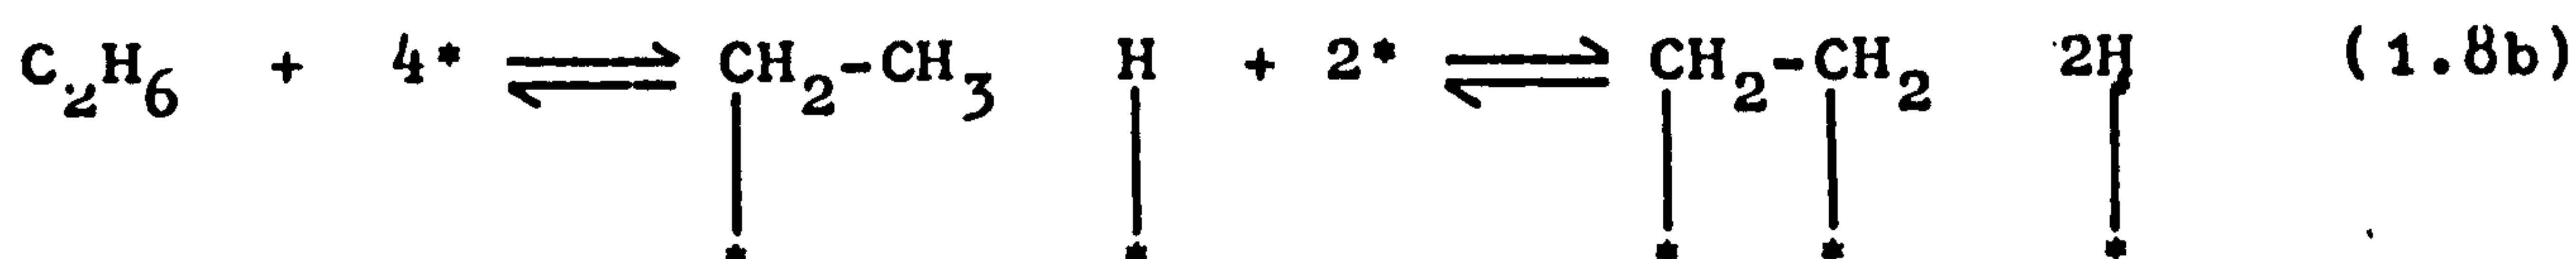 C₂H₆ + 4* ⇌ CH₂-CH₃ H + 2* ⇌ CH₂-CH₂ 2H (1.8b)
* * * * *